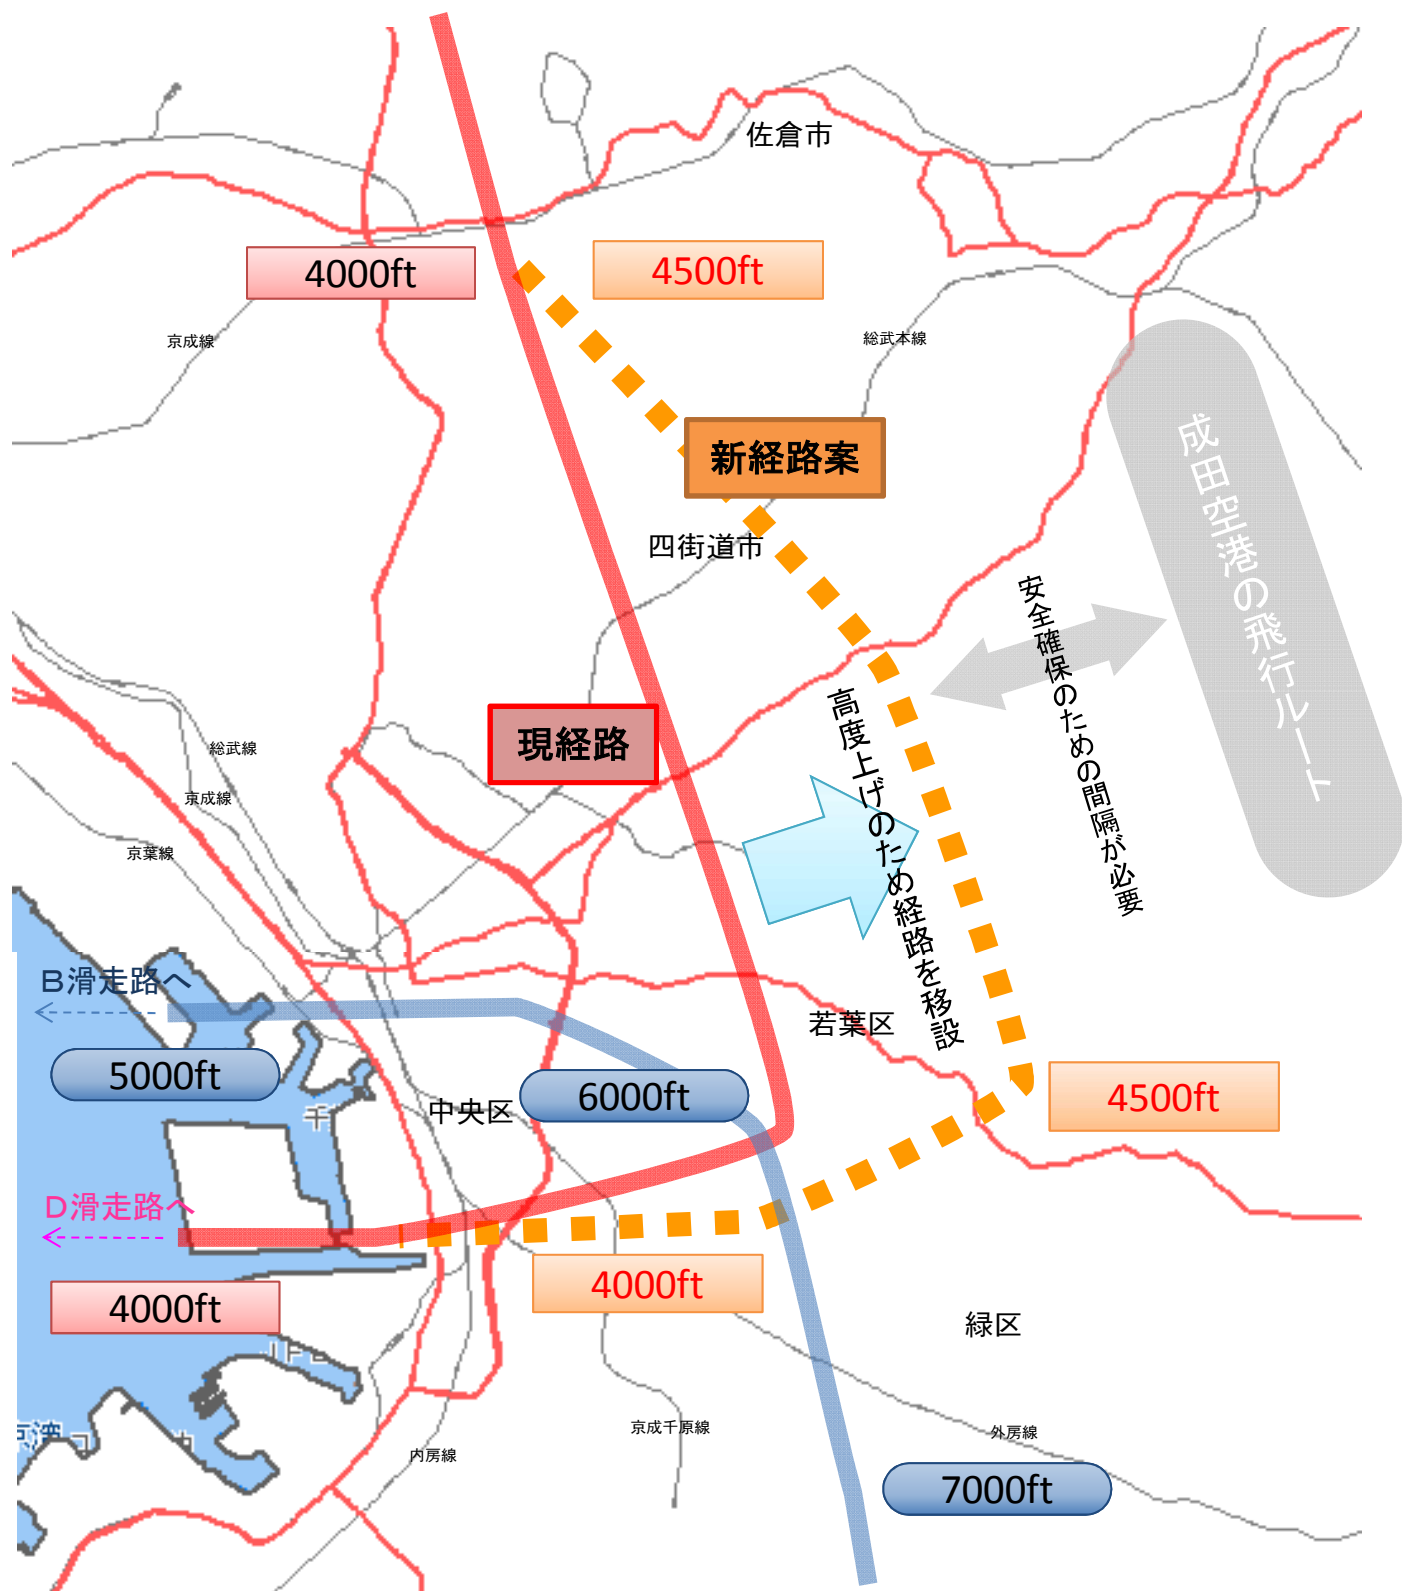 佐倉市
4000ft
4500ft
京成線
総武本線
成田空港の飛行ルート
新経路案
四街道市
安全確保のための間隔が必要
高度上げのため経路を移設
現経路
総武線
京成線
京葉線
B滑走路へ
若葉区
5000ft
6000ft
4500ft
中央区
千
D滑走路へ
4000ft
4000ft
緑区
京成千原線
外房線
内房線
7000ft